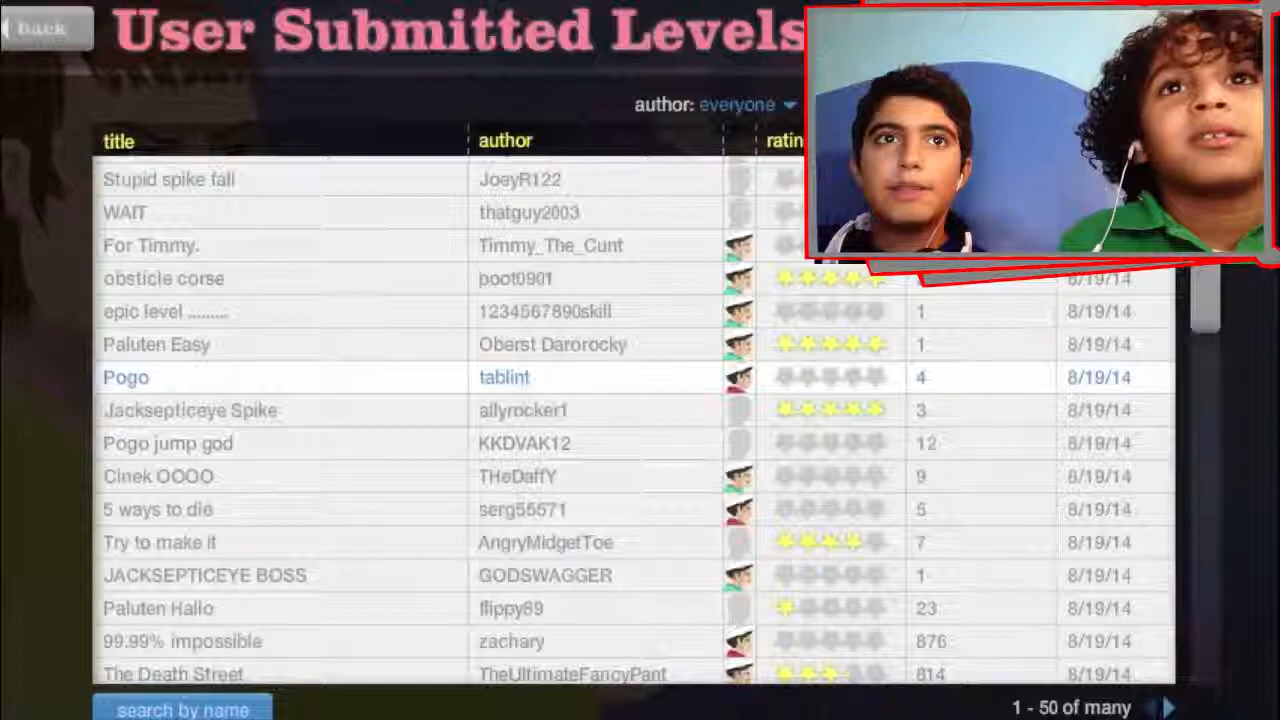 back
User Submitted Levels
author: everyone
title author
Stupid spike fall JoeyR122
WAIT thatguy2003
For Timmy. Timmy_The_Cunt
obsticle corse poot0901 8/19/14
epic level ......... 1234567890skill 1 8/19/14
Paluten Easy Oberst Darorocky 1 8/19/14
Pogo tablint 4 8/19/14
Jacksepticeye Spike allyrocker1 3 8/19/14
Pogo jump god KKDVAK12 12 8/19/14
Cinek OOOO THeDaffY 9 8/19/14
5 ways to die serg55571 5 8/19/14
Try to make it AngryMidgetToe 7 8/19/14
JACKSEPTICEYE BOSS GODSWAGGER 1 8/19/14
Paluten Hallo flippy89 23 8/19/14
99.99% impossible zachary 876 8/19/14
The Death Street TheUltimateFancyPant 814 8/19/14
search by name 1 - 50 of many